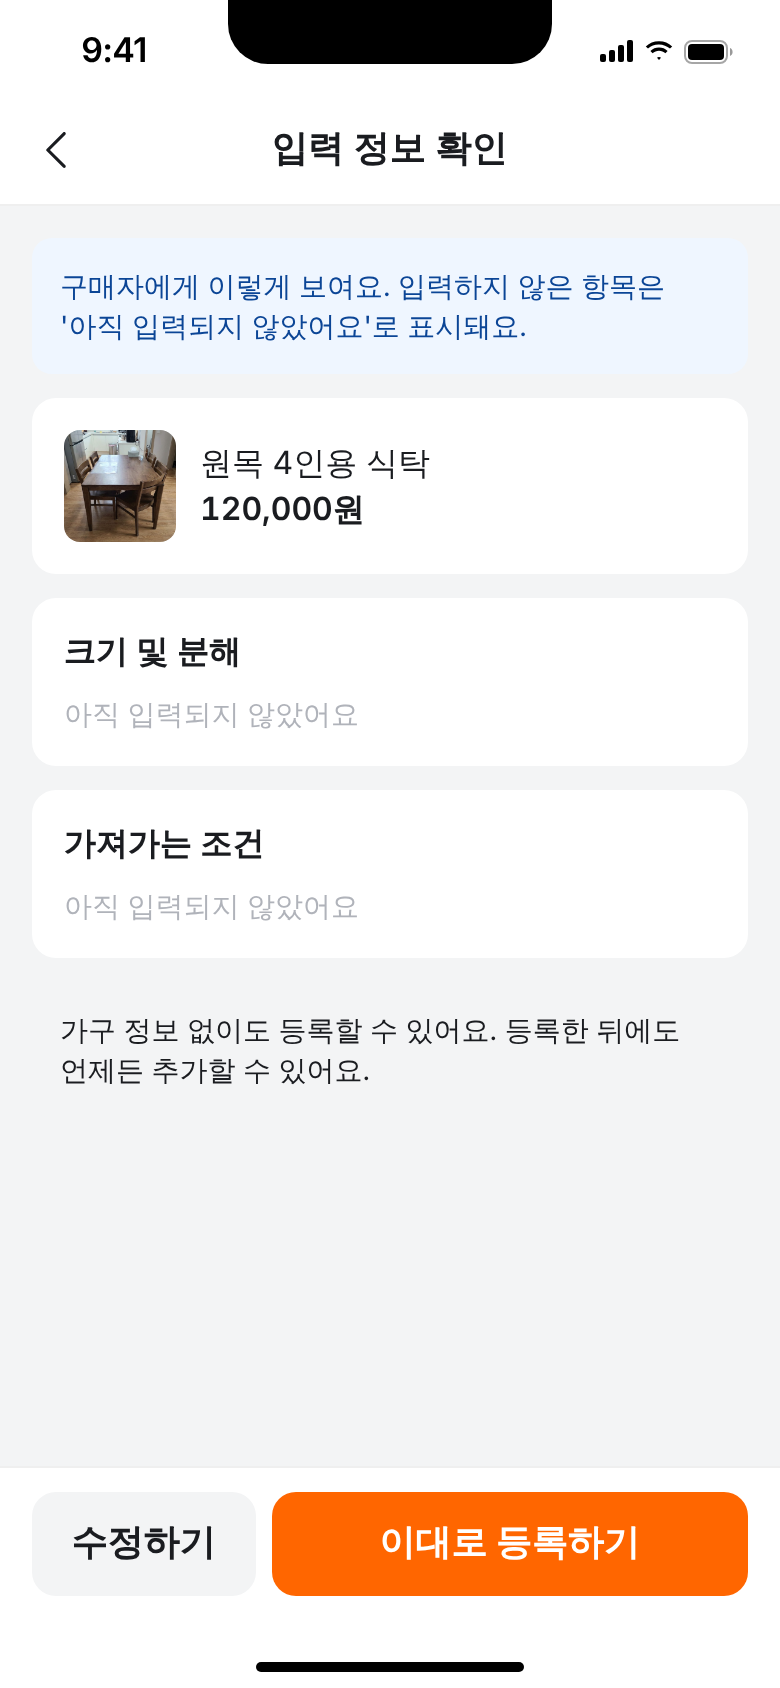 9:41
입력 정보 확인
구매자에게 이렇게 보여요. 입력하지 않은 항목은
'아직 입력되지 않았어요'로 표시돼요.
원목 4인용 식탁
120,000원
크기 및 분해
아직 입력되지 않았어요
가져가는 조건
아직 입력되지 않았어요
가구 정보 없이도 등록할 수 있어요. 등록한 뒤에도
언제든 추가할 수 있어요.
수정하기
이대로 등록하기